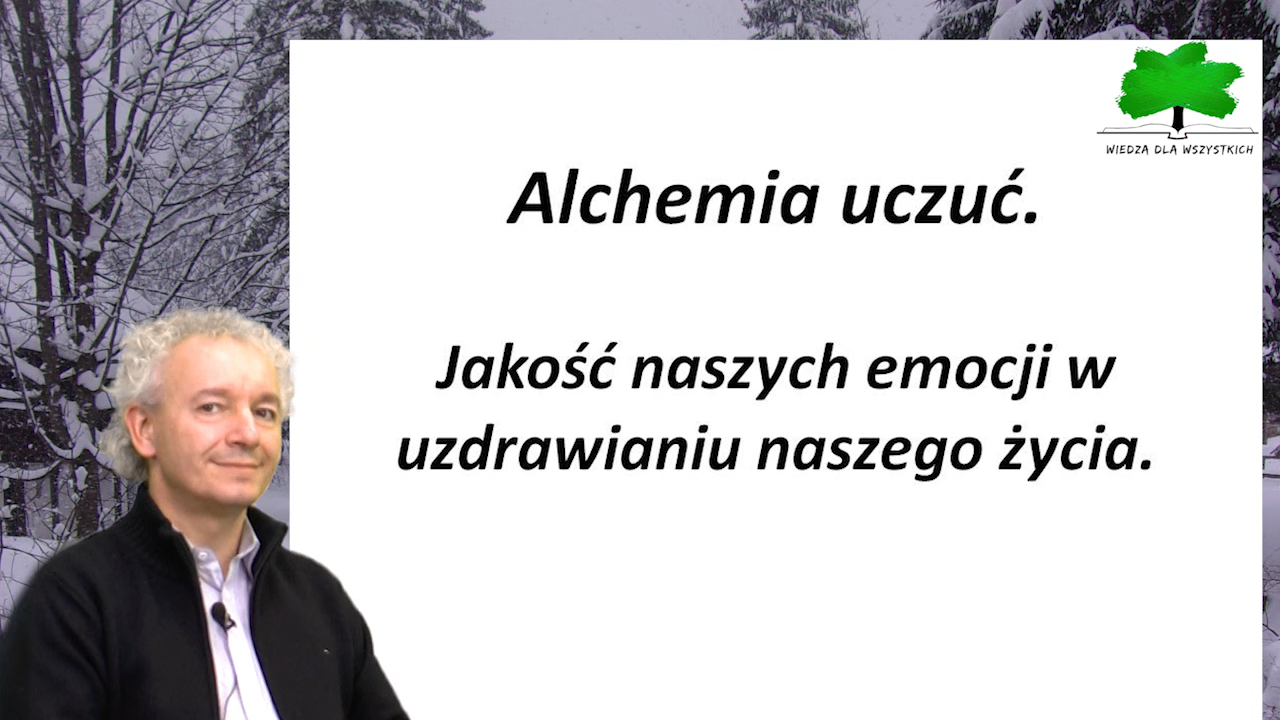 WIEDZA DLA WSZYSTKICH
Alchemia uczuć.
Jakość naszych emocji w
uzdrawianiu naszego życia.